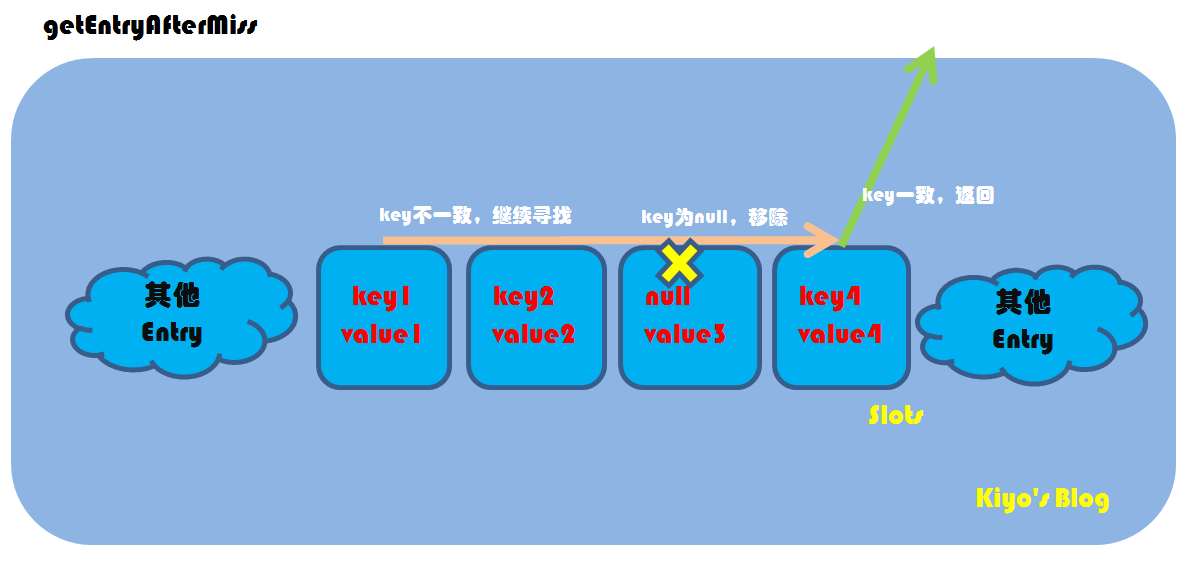 getEntryAfterMiss
key一致，返回
key不一致，继续寻找
key为null，移除
其他
Entry
key1
value1
key2
value2
null
value3
key4
value4
其他
Entry
Slots
Kiyo's Blog